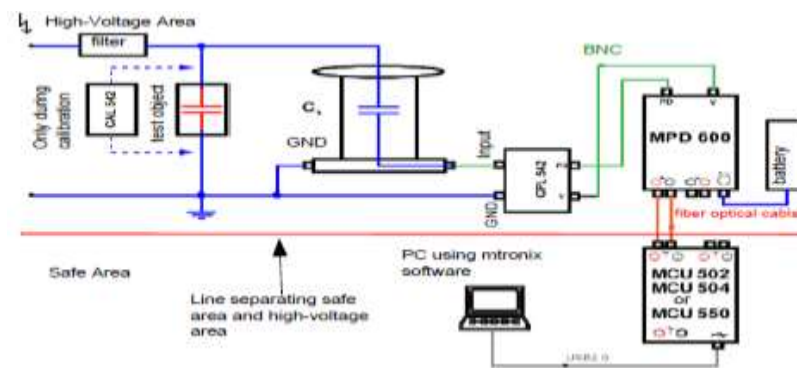 High-Voltage Area
filter
BNC
Only during
calibration
CAL 542
test object
C
GND
Input
GND
CPL 542
PD
V
MPD 600
battery
fiber optical cable
Safe Area
PC using mtronix
software
Line separating safe
area and high-voltage
area
MCU 502
MCU 504
or
MCU 550
USB2.0